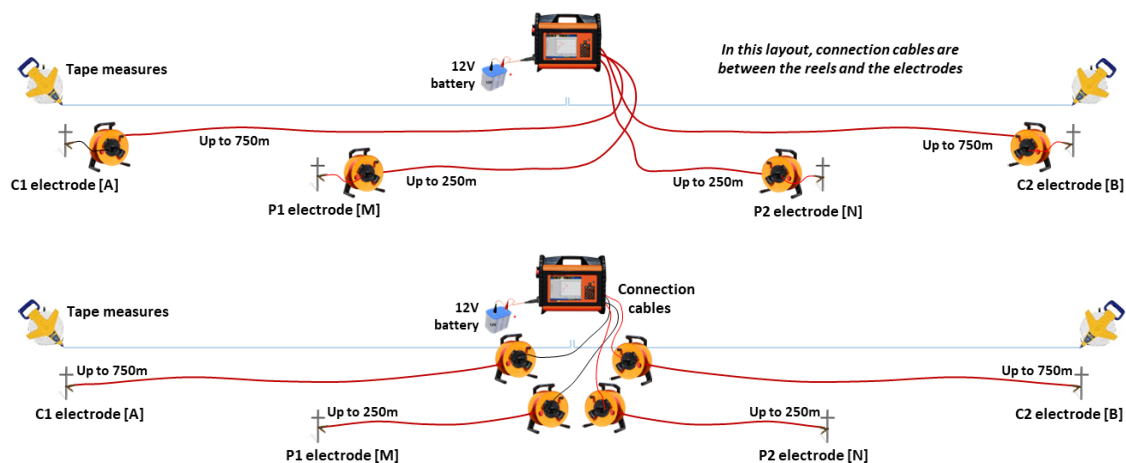 Tape measures
12V
battery
In this layout, connection cables are
between the reels and the electrodes
Up to 750m
Up to 750m
Up to 250m
Up to 250m
C1 electrode [A]
P1 electrode [M]
P2 electrode [N]
C2 electrode [B]
Connection
cables
Tape measures
12V
battery
Up to 750m
Up to 750m
C1 electrode [A]
Up to 250m
Up to 250m
C2 electrode [B]
P1 electrode [M]
P2 electrode [N]